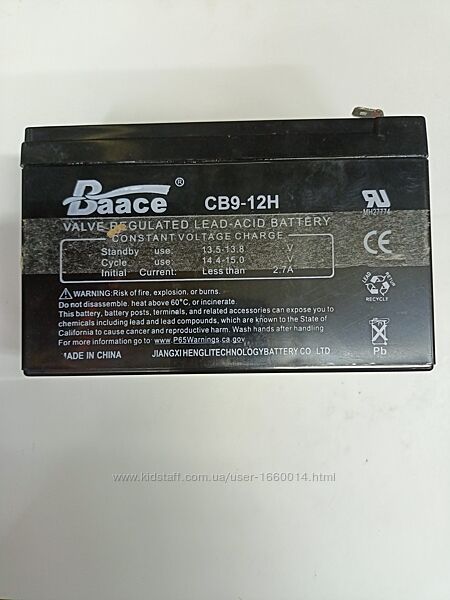 Baace ® CB9-12H
VALVE REGULATED LEAD-ACID BATTERY
CONSTANT VOLTAGE CHARGE
Standby use: 13.5-13.8 V
Cycle use: 14.4-15.0 V
Initial Current: Less than 2.7A
MH27774
CE
LEAD
RECYCLE
WARNING: Risk of fire, explosion, or burns.
Do not disassemble. heat above 60°C, or incinerate.
This battery, battery posts, terminals, and related accessories can expose you to
chemicals including lead and lead compounds, which are known to the State of
California to cause cancer and reproductive harm. Wash hands after handling
For more information go to: www.P65Warnings.ca.gov
Pb
MADE IN CHINA JIANGXIHENGLITECHNOLOGYBATTERY CO LTD
www.kidstaff.com.ua/user-1660014.html